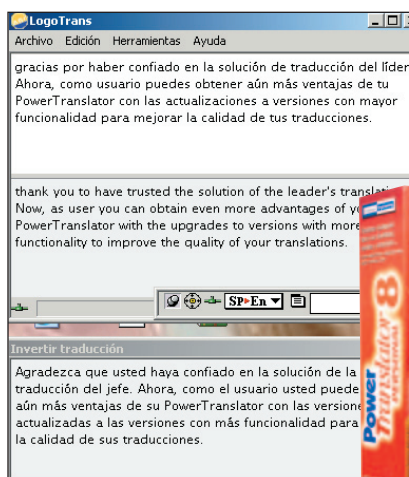 LogoTrans
Archivo Edición Herramientas Ayuda
gracias por haber confiado en la solución de traducción del líder
Ahora, como usuario puedes obtener aún más ventajas de tu
PowerTranslator con las actualizaciones a versiones con mayor
funcionalidad para mejorar la calidad de tus traducciones.
thank you to have trusted the solution of the leader's
Now, as user you can obtain even more advantages of
PowerTranslator with the upgrades to versions with more
functionality to improve the quality of your translations.
SP▸En
Invertir traducción
Agradezca que usted haya confiado en la solución de la
traducción del jefe. Ahora, como el usuario usted puede
aún más ventajas de su PowerTranslator con las
actualizadas a las versiones con más funcionalidad para
la calidad de sus traducciones.
Power
Translator 8